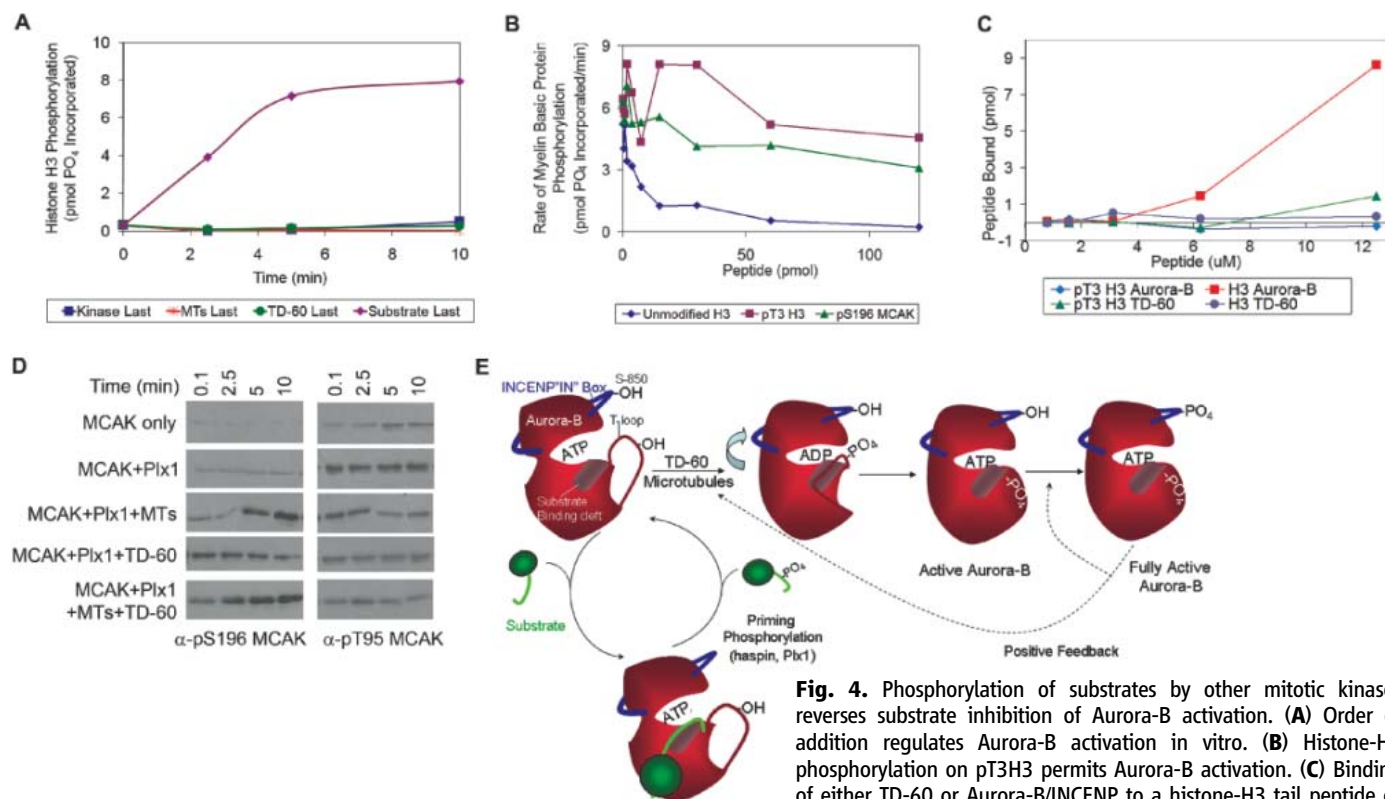 A
Histone H3 Phosphorylation
(pmol PO4 Incorporated)
10
8
6
4
2
0
0 2 4 6 8 10
Time (min)
Kinase Last MTs Last TD-60 Last Substrate Last
B
Rate of Myelin Basic Protein
Phosphorylation
(pmol PO4 Incorporated/min)
9
6
3
0
0 50 100
Peptide (pmol)
Unmodified H3 pT3 H3 pS196 MCAK
C
Peptide Bound (pmol)
9
7
5
3
1
-1
0 2 4 6 8 10 12
Peptide (uM)
pT3 H3 Aurora-B H3 Aurora-B
pT3 H3 TD-60 H3 TD-60
D
Time (min) 0.1 2.5 5 10 0.1 2.5 5 10
MCAK only
MCAK+Plx1
MCAK+Plx1+MTs
MCAK+Plx1+TD-60
MCAK+Plx1
+MTs+TD-60
α-pS196 MCAK α-pT95 MCAK
E
INCENP"IN" Box
S-850
-OH
Aurora-B
T-loop
ATP
-OH
Substrate
Binding cleft
TD-60
Microtubules
-OH
ADP
-PO4
-OH
ATP
-PO4
Active Aurora-B
-PO4
ATP
-PO4
Fully Active
Aurora-B
Positive Feedback
Substrate
-PO4
Priming
Phosphorylation
(haspin, Plx1)
ATP
-OH
Fig. 4. Phosphorylation of substrates by other mitotic kinase
reverses substrate inhibition of Aurora-B activation. (A) Order
addition regulates Aurora-B activation in vitro. (B) Histone-H
phosphorylation on pT3H3 permits Aurora-B activation. (C) Bindin
of either TD-60 or Aurora-B/INCENP to a histone-H3 tail peptide